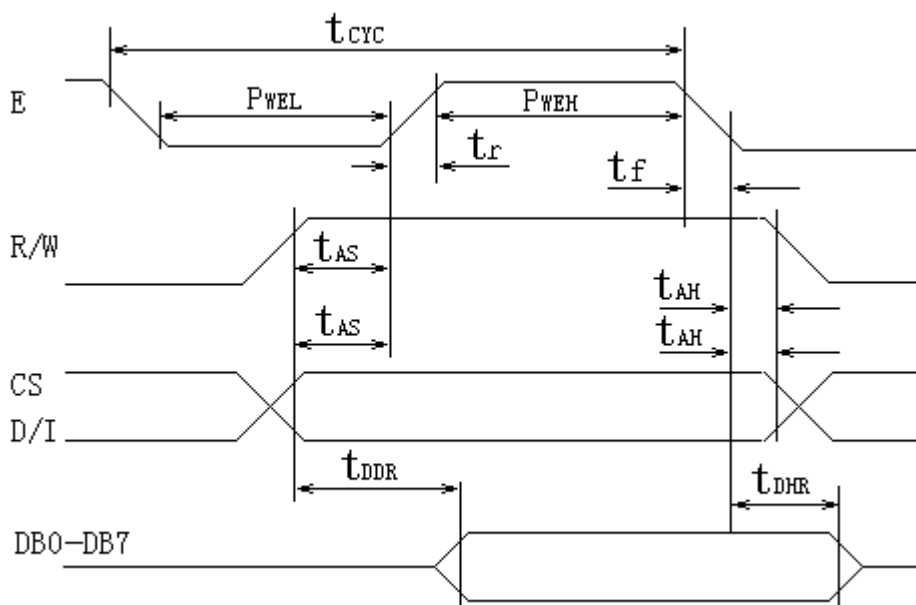 tCYC
E
PWEL
PWEH
tr
tf
R/W
tAS
tAH
tAS
tAH
CS
D/I
tDDR
tDHR
DB0-DB7